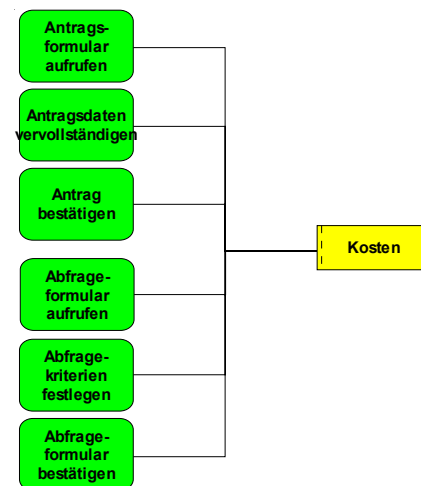 Antrags-
formular
aufrufen
Antragsdaten
vervollständigen
Antrag
bestätigen
Kosten
Abfrage-
formular
aufrufen
Abfrage-
kriterien
festlegen
Abfrage-
formular
bestätigen